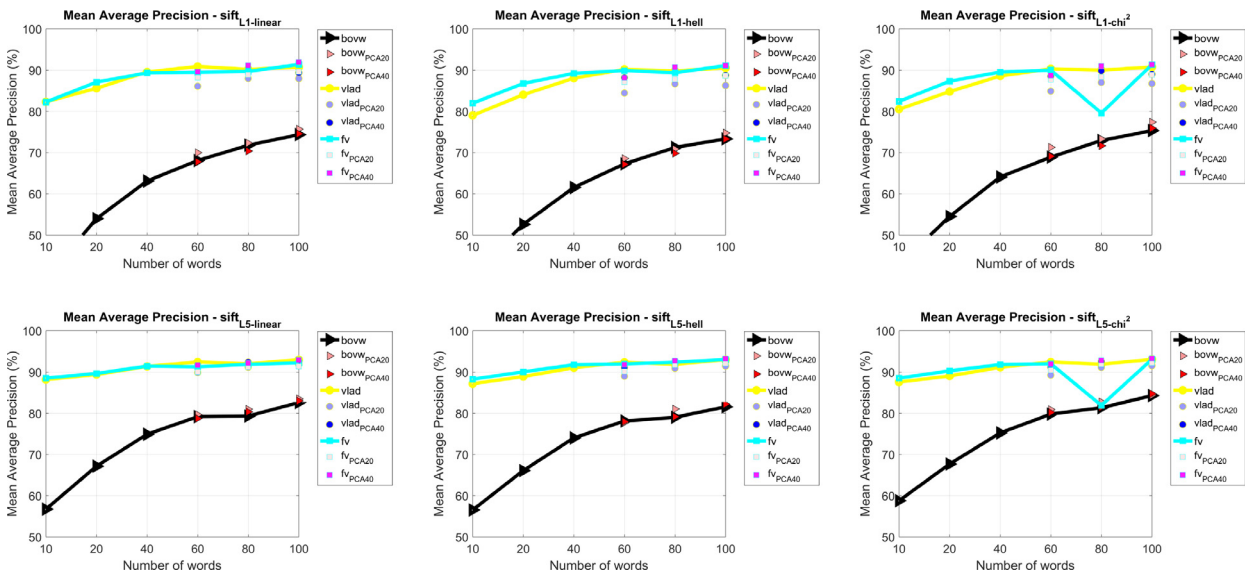 Mean Average Precision - sift L1-linear
Mean Average Precision (%)
100
90
80
70
60
50
10 20 40 60 80 100
Number of words
bovw
bovw PCA20
bovw PCA40
vlad
vlad PCA20
vlad PCA40
fv
fv PCA20
fv PCA40
Mean Average Precision - sift L1-hell
Mean Average Precision (%)
100
90
80
70
60
50
10 20 40 60 80 100
Number of words
bovw
bovw PCA20
bovw PCA40
vlad
vlad PCA20
vlad PCA40
fv
fv PCA20
fv PCA40
Mean Average Precision - sift L1-chi²
Mean Average Precision (%)
100
90
80
70
60
50
10 20 40 60 80 100
Number of words
bovw
bovw PCA20
bovw PCA40
vlad
vlad PCA20
vlad PCA40
fv
fv PCA20
fv PCA40
Mean Average Precision - sift L5-linear
Mean Average Precision (%)
100
90
80
70
60
50
10 20 40 60 80 100
Number of words
bovw
bovw PCA20
bovw PCA40
vlad
vlad PCA20
vlad PCA40
fv
fv PCA20
fv PCA40
Mean Average Precision - sift L5-hell
Mean Average Precision (%)
100
90
80
70
60
50
10 20 40 60 80 100
Number of words
bovw
bovw PCA20
bovw PCA40
vlad
vlad PCA20
vlad PCA40
fv
fv PCA20
fv PCA40
Mean Average Precision - sift L5-chi²
Mean Average Precision (%)
100
90
80
70
60
50
10 20 40 60 80 100
Number of words
bovw
bovw PCA20
bovw PCA40
vlad
vlad PCA20
vlad PCA40
fv
fv PCA20
fv PCA40